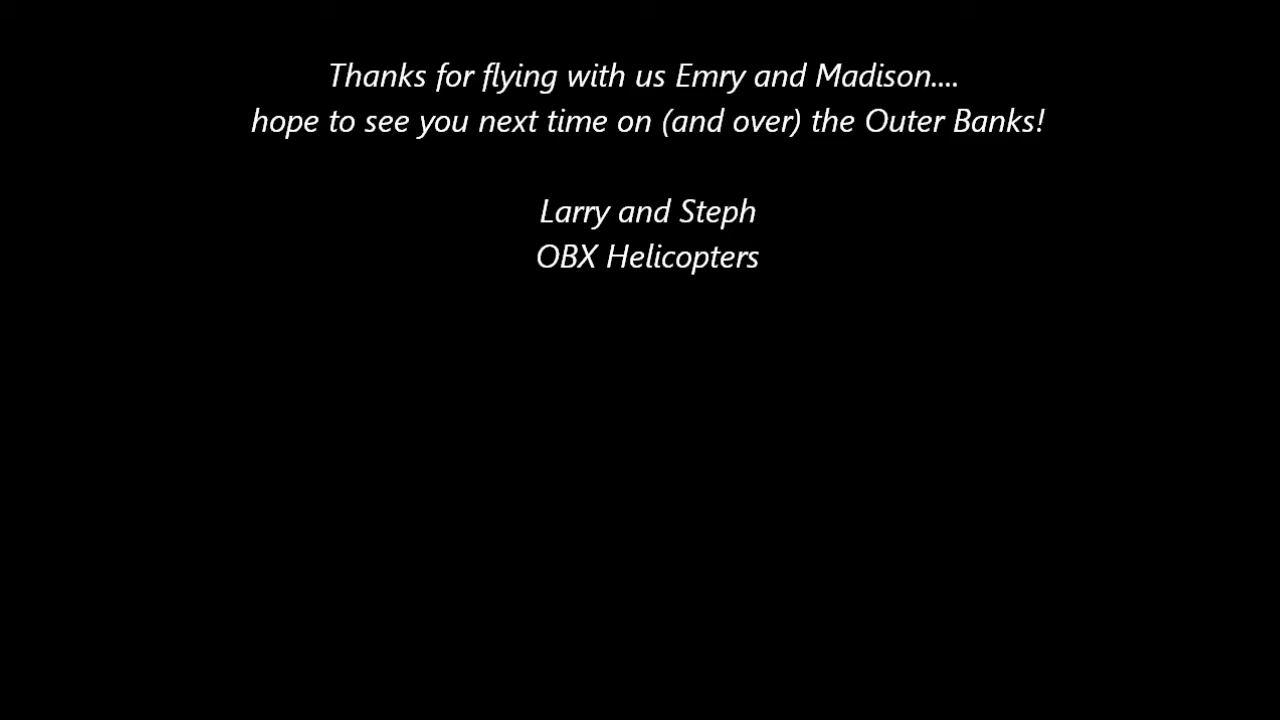 Thanks for flying with us Emry and Madison....
hope to see you next time on (and over) the Outer Banks!
Larry and Steph
OBX Helicopters